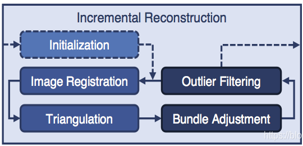 Incremental Reconstruction
Initialization
Image Registration
Outlier Filtering
Triangulation
Bundle Adjustment